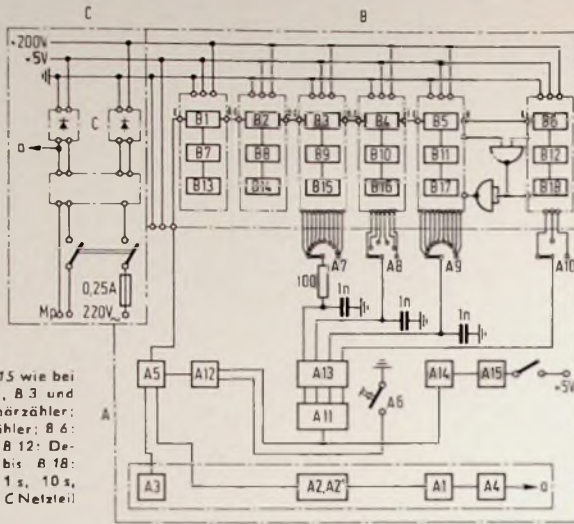 C
B
+200V
+5V
B1
B2
B3
B4
B5
B6
C
B7
B8
B9
B10
B11
B12
a
B13
B14
B15
B16
B17
B18
A7
A8
A9
A10
100
1n
1n
1n
0,25A
Mp
220V~
A5
A12
A13
A14
A15
+5V
A11
Ta
A6
A
A3
A2, A2'
A1
A4
a
15 wie bei
, B 3 und
hörzähler;
ähler; B 6:
B 12: De-
bis B 18:
1 s, 10 s,
C Netzteil